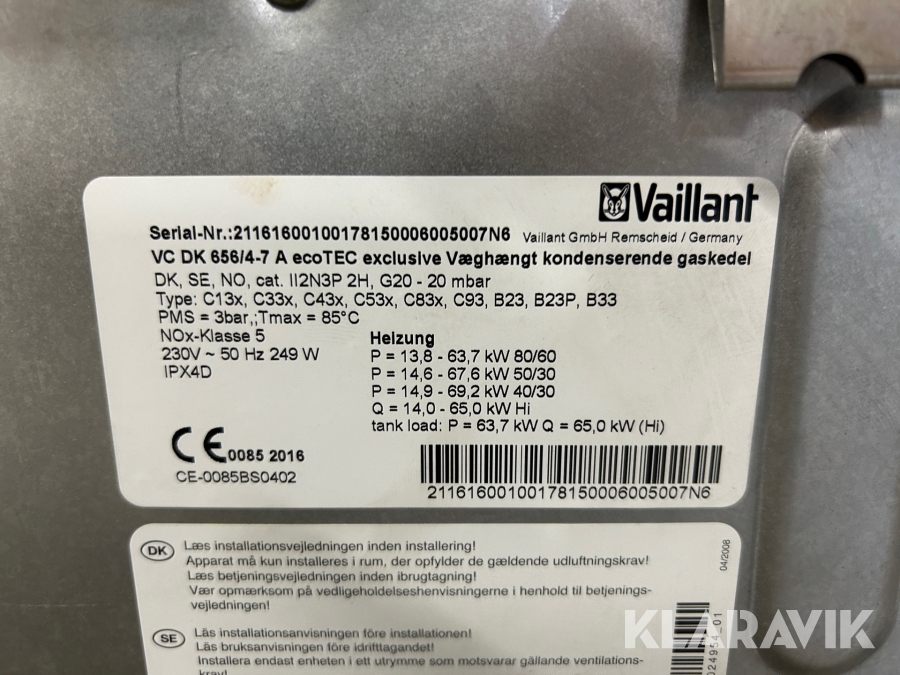 Vaillant
Serial-Nr.:21161600100178150006005007N6 Vaillant GmbH Remscheid / Germany
VC DK 656/4-7 A ecoTEC exclusive Væghængt kondenserende gaskedel
DK, SE, NO, cat. II2N3P 2H, G20 - 20 mbar
Type: C13x, C33x, C43x, C53x, C83x, C93, B23, B23P, B33
PMS = 3bar,;Tmax = 85°C
NOx-Klasse 5
230V ~ 50 Hz 249 W
IPX4D
Heizung
P = 13,8 - 63,7 kW 80/60
P = 14,6 - 67,6 kW 50/30
P = 14,9 - 69,2 kW 40/30
Q = 14,0 - 65,0 kW Hi
tank load: P = 63,7 kW Q = 65,0 kW (Hi)
CE 0085 2016
CE-0085BS0402
21161600100178150006005007N6
DK
Læs installationsvejledningen inden installering!
Apparat må kun installeres i rum, der opfylder de gældende udluftningskrav!
Læs betjeningsvejledningen inden ibrugtagning!
Vær opmærksom på vedligeholdelseshenvisningerne i henhold til betjenings-
vejledningen!
04/2008
SE
Läs installationsanvisningen före installationen!
Läs bruksanvisningen före idrifttagandet!
Installera endast enheten i ett utrymme som motsvarar gällande ventilations-
krav!
024954_01
KLARAVIK